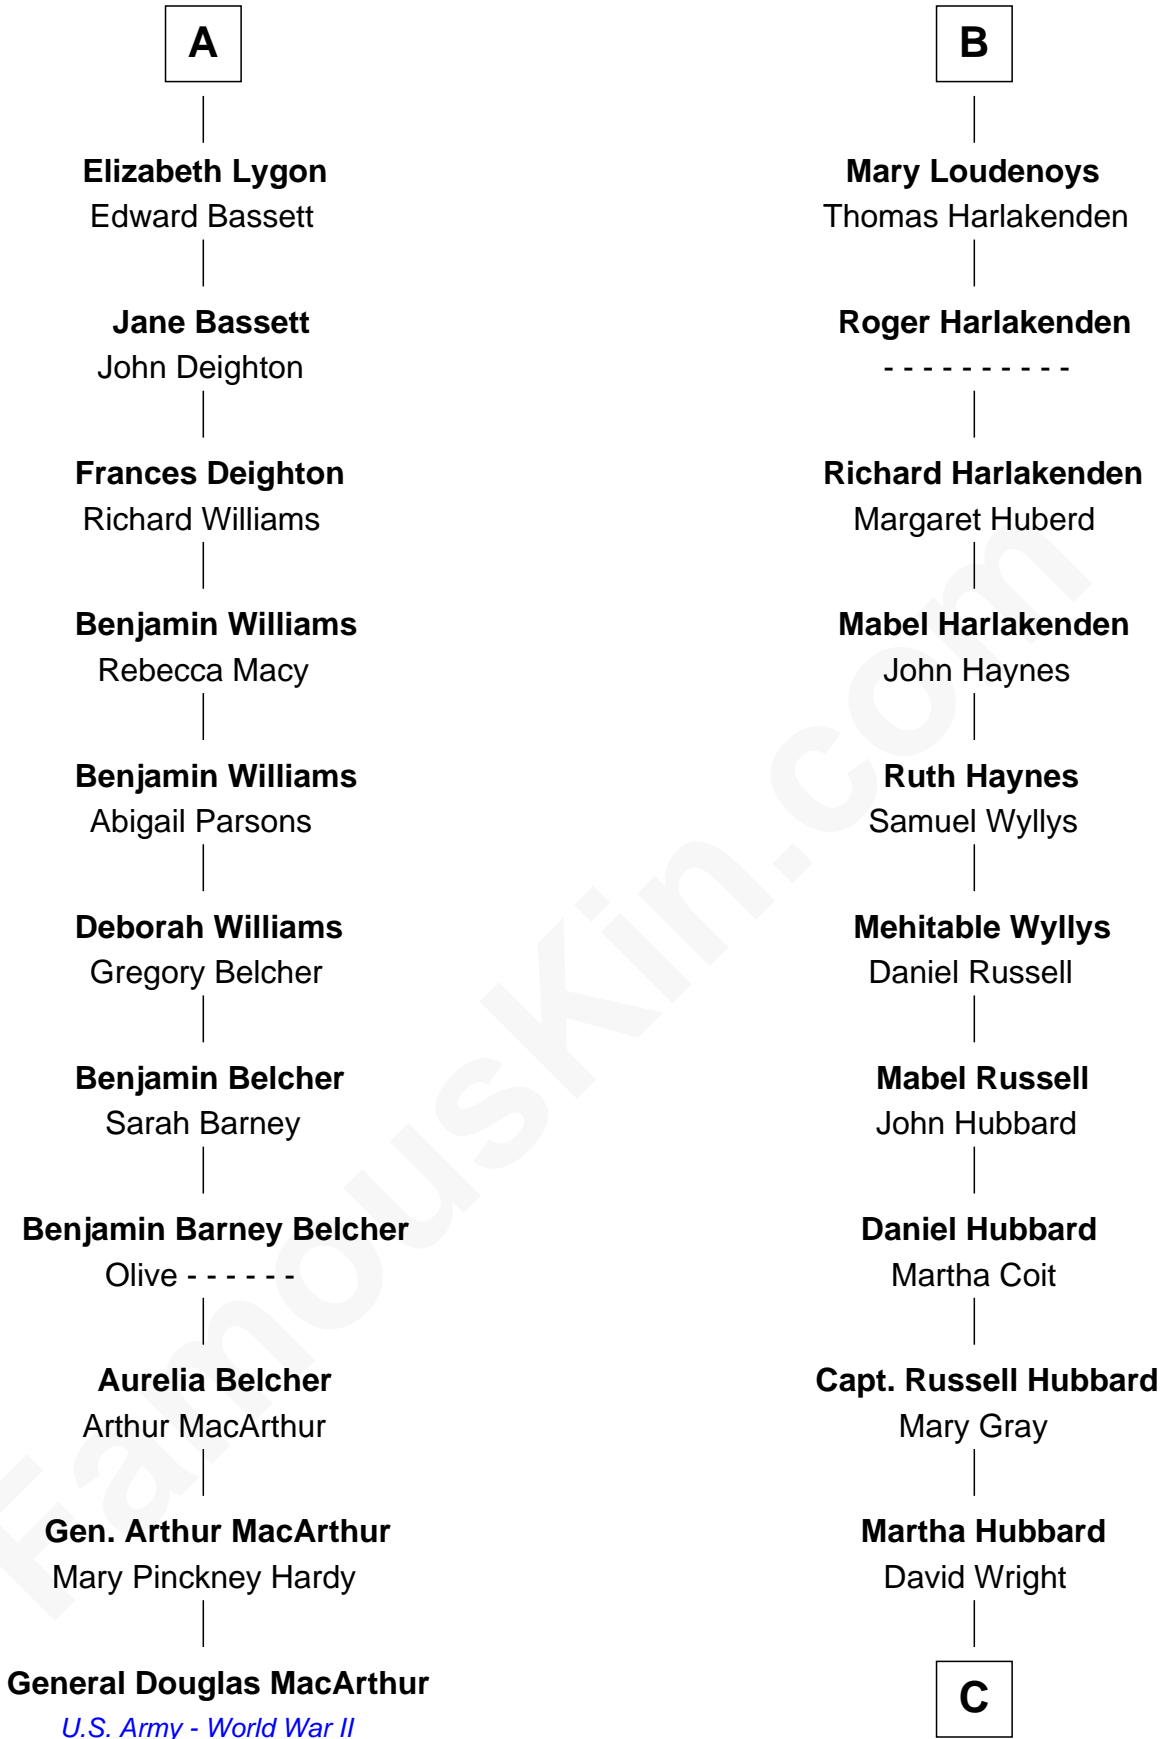 A
Elizabeth Lygon
Edward Bassett
Jane Bassett
John Deighton
Frances Deighton
Richard Williams
Benjamin Williams
Rebecca Macy
Benjamin Williams
Abigail Parsons
Deborah Williams
Gregory Belcher
Benjamin Belcher
Sarah Barney
Benjamin Barney Belcher
Olive - - - - - -
Aurelia Belcher
Arthur MacArthur
Gen. Arthur MacArthur
Mary Pinckney Hardy
General Douglas MacArthur
U.S. Army - World War II
B
Mary Loudenoys
Thomas Harlakenden
Roger Harlakenden
- - - - - - - - - -
Richard Harlakenden
Margaret Huberd
Mabel Harlakenden
John Haynes
Ruth Haynes
Samuel Wyllys
Mehitable Wyllys
Daniel Russell
Mabel Russell
John Hubbard
Daniel Hubbard
Martha Coit
Capt. Russell Hubbard
Mary Gray
Martha Hubbard
David Wright
C
FamousKin.com